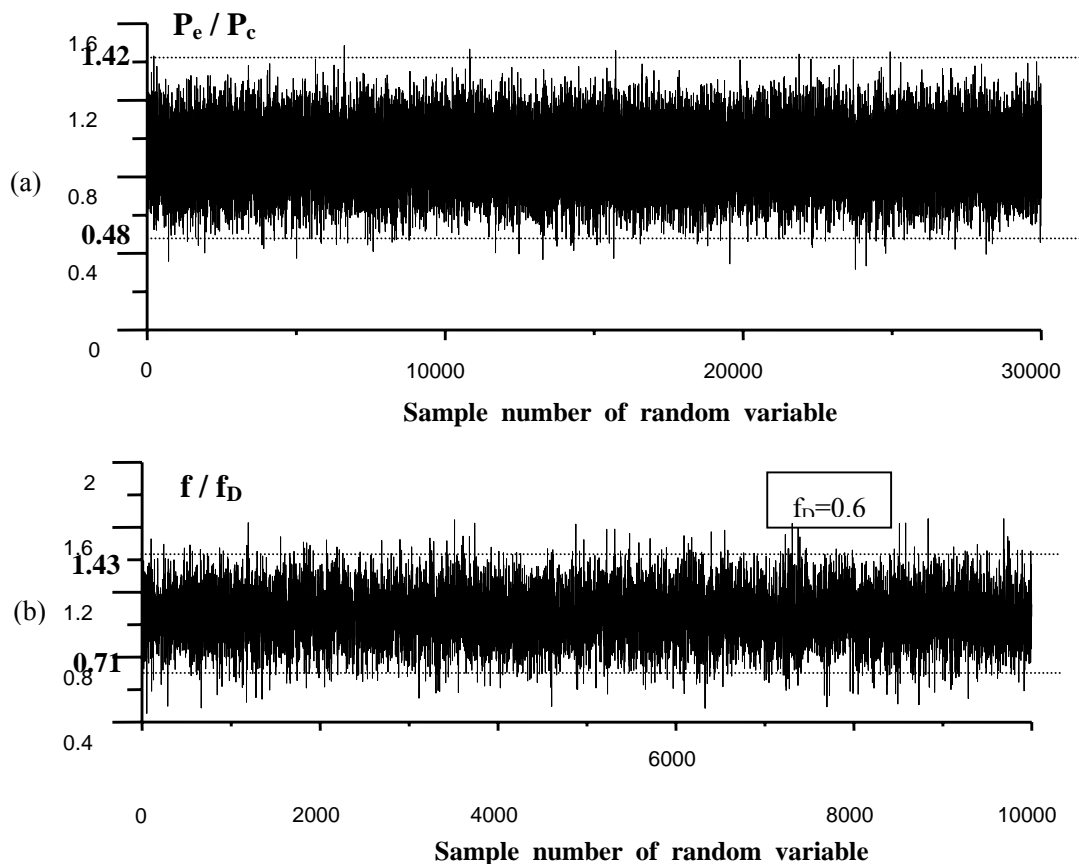 P_e / P_c
1.6
1.42
1.2
(a)
0.8
0.48
0.4
0
0 10000 20000 30000
Sample number of random variable
2
f / f_D
f_D=0.6
1.6
1.43
(b)
1.2
0.71
0.8
0.4
6000
0 2000 4000 8000 10000
Sample number of random variable